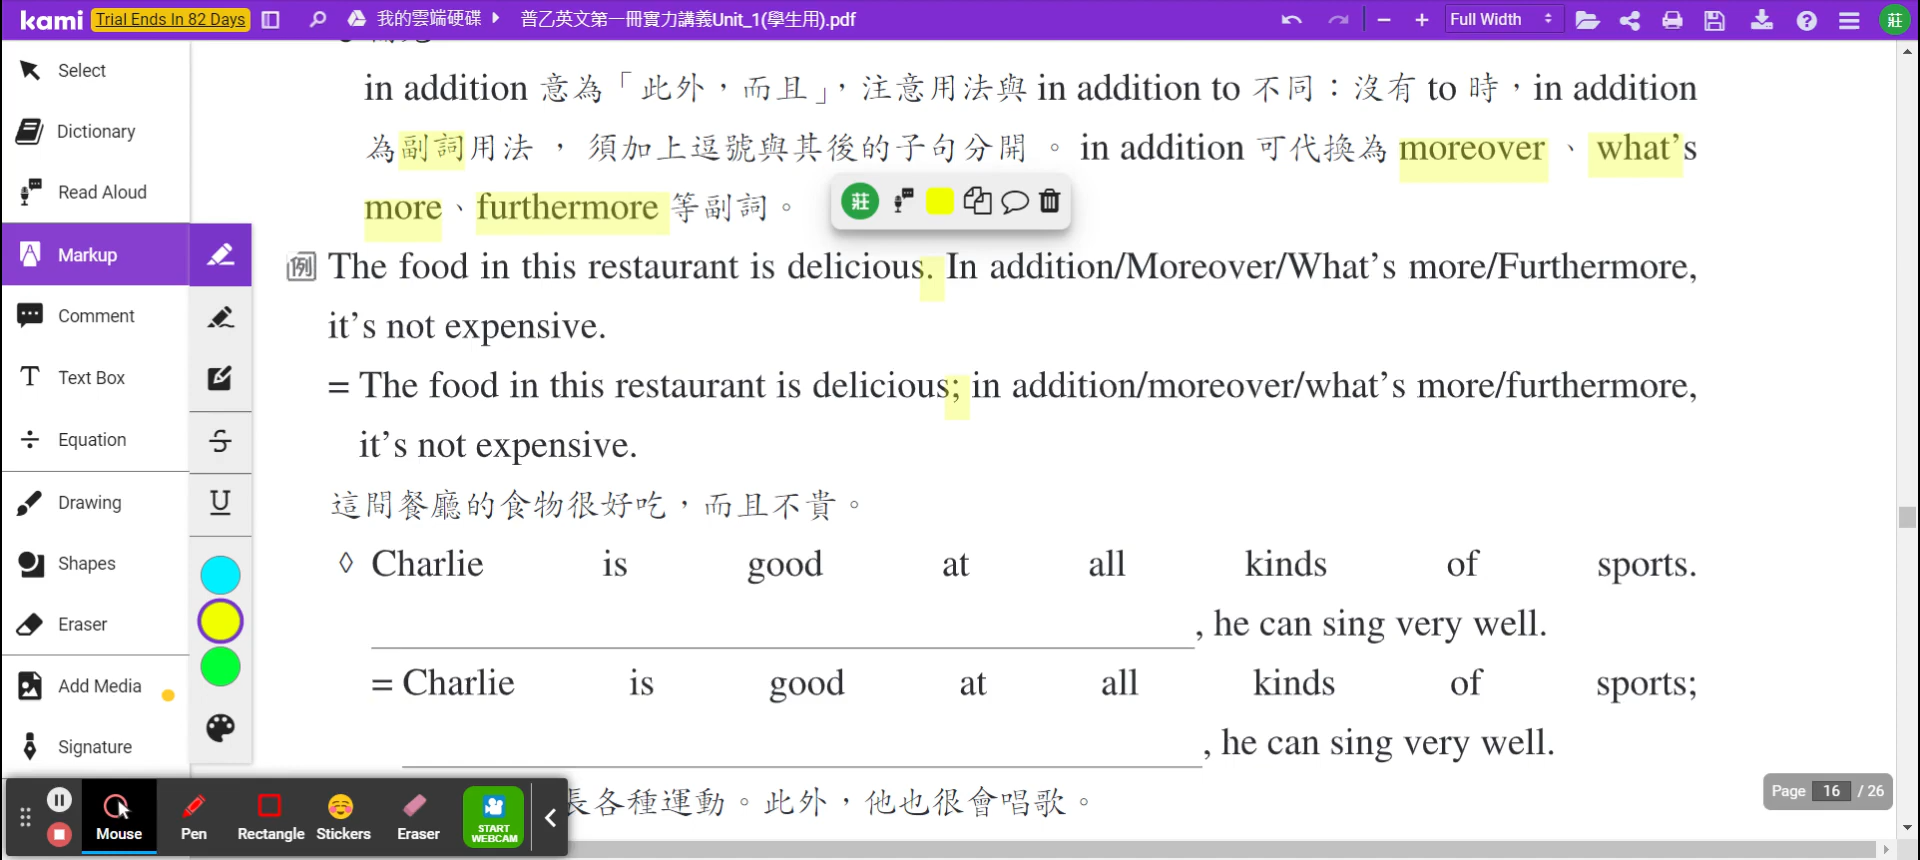 kami Trial Ends In 82 Days 我的雲端硬碟 普乙英文第一冊實力講義Unit_1(學生用).pdf Full Width 莊
Select
Dictionary
Read Aloud
Markup
Comment
Text Box
Equation
Drawing
Shapes
Eraser
Add Media
Signature
in addition 意為「此外，而且」，注意用法與 in addition to 不同：沒有 to 時，in addition
為副詞用法 ， 須加上逗號與其後的子句分開 。 in addition 可代換為 moreover 、 what’s
more、furthermore 等副詞。
莊
例 The food in this restaurant is delicious. In addition/Moreover/What’s more/Furthermore,
it’s not expensive.
= The food in this restaurant is delicious; in addition/moreover/what’s more/furthermore,
it’s not expensive.
這間餐廳的食物很好吃，而且不貴。
◊ Charlie is good at all kinds of sports.
, he can sing very well.
= Charlie is good at all kinds of sports;
, he can sing very well.
長各種運動。此外，他也很會唱歌。
Page 16 / 26
Mouse
Pen
Rectangle
Stickers
Eraser
START
WEBCAM